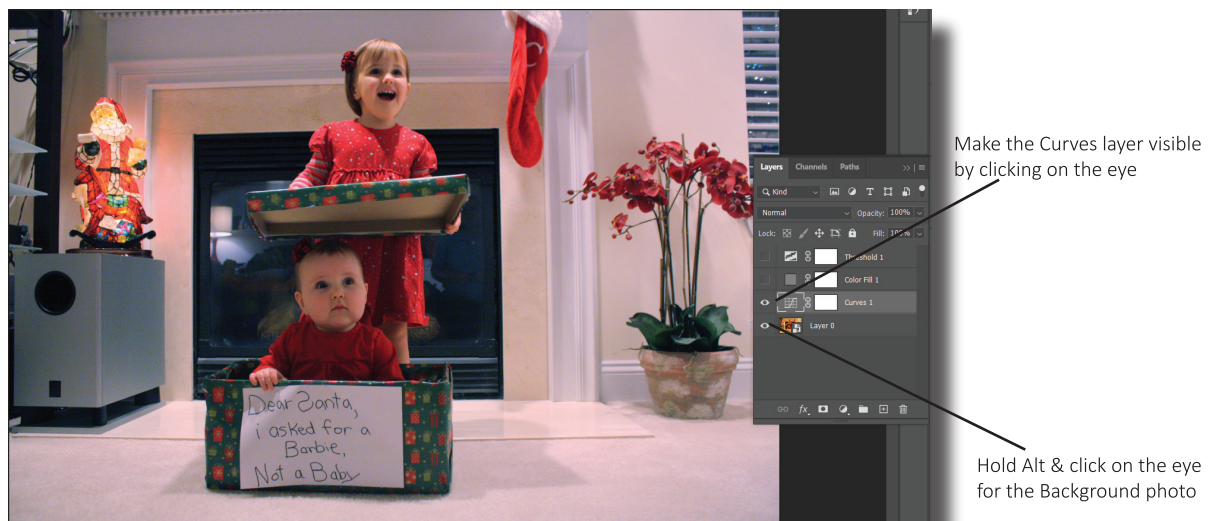 C
Dear Santa,
i asked for a
Barbie,
Not a Baby
Layers Channels Paths
Kind
T
Normal Opacity: 100%
Lock: Fill: 100%
Threshold 1
Color Fill 1
Curves 1
Layer 0
fx
Make the Curves layer visible
by clicking on the eye
Hold Alt & click on the eye
for the Background photo